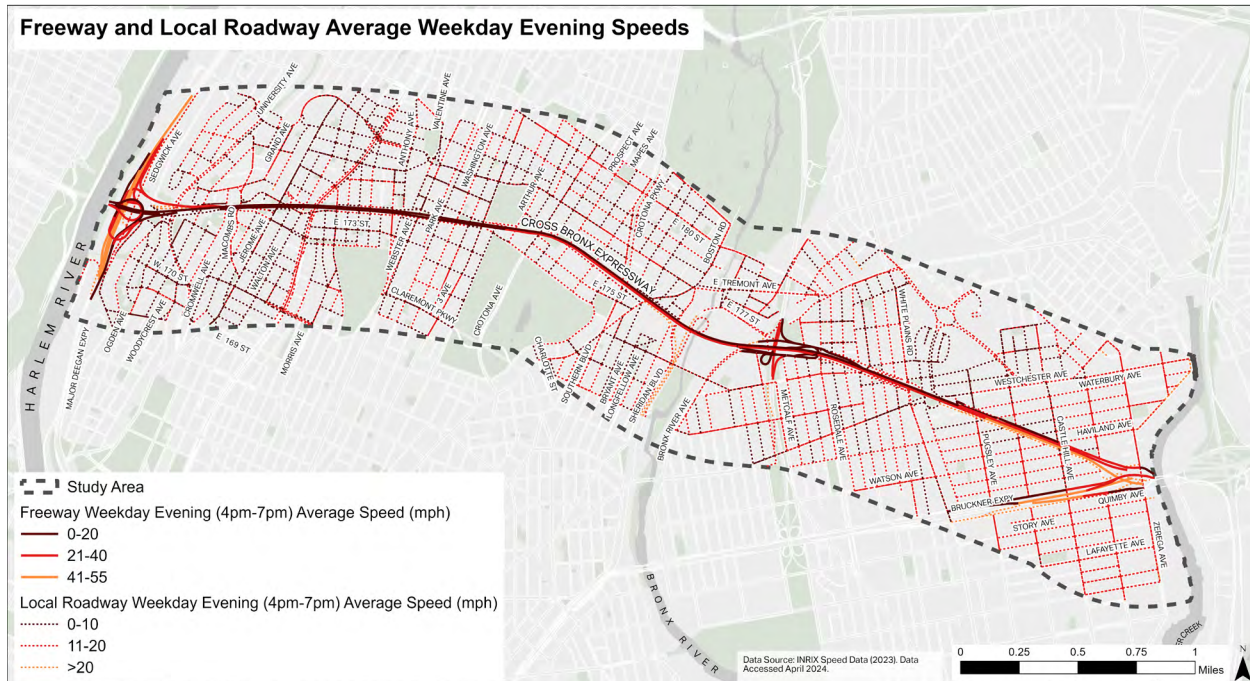 Freeway and Local Roadway Average Weekday Evening Speeds
UNIVERSITY AVE
VALENTINE AVE
SEDGWICK AVE
GRAND AVE
ANTHONY AVE
WASHINGTON AVE
PROSPECT AVE
MAPES AVE
ARTHUR AVE
CROTONA PKWY
E 180 ST
BOSTON RD
MACOMBS RD
JEROME AVE
WALTON AVE
E 173 ST
WEBSTER AVE
PARK AVE
CROSS BRONX EXPRESSWAY
W 170 ST
CROMWELL AVE
E 175 ST
E TREMONT AVE
E 177 ST
WHITE PLAINS RD
HARLEM RIVER
MAJOR DEEGAN EXPY
OGDEN AVE
WOODYCREST AVE
E 169 ST
MORRIS AVE
CLAREMONT PKWY
3 AVE
CROTONA AVE
CHARLOTTE ST
SOUTHERN BLVD
BRYANT AVE
LONGFELLOW AVE
SHERIDAN BLVD
BRONX RIVER AVE
METCALF AVE
ROSEDALE AVE
WESTCHESTER AVE
WATERBURY AVE
HAVILAND AVE
PUGSLEY AVE
CASTLE HILL AVE
WATSON AVE
BRUCKNER EXPY
QUIMBY AVE
STORY AVE
LAFAYETTE AVE
ZEREGA AVE
BRONX RIVER
Study Area
Freeway Weekday Evening (4pm-7pm) Average Speed (mph)
0-20
21-40
41-55
Local Roadway Weekday Evening (4pm-7pm) Average Speed (mph)
0-10
11-20
>20
Data Source: INRIX Speed Data (2023). Data
Accessed April 2024.
0 0.25 0.5 0.75 1
Miles
N